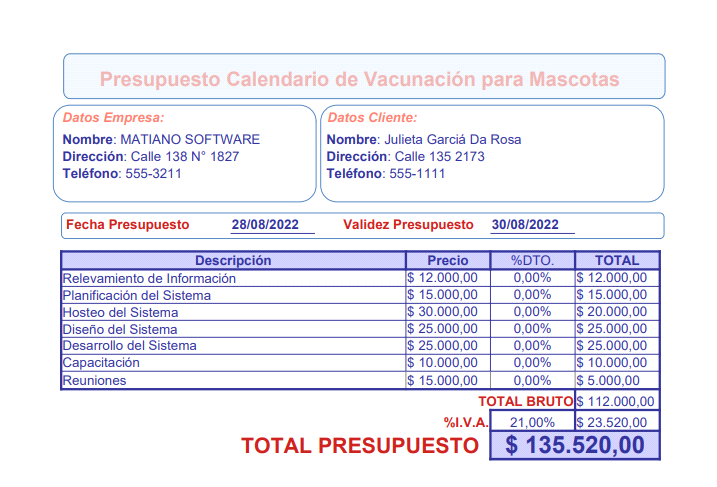 Presupuesto Calendario de Vacunación para Mascotas
Datos Empresa:
Nombre: MATIANO SOFTWARE
Dirección: Calle 138 N° 1827
Teléfono: 555-3211
Datos Cliente:
Nombre: Julieta Garciá Da Rosa
Dirección: Calle 135 2173
Teléfono: 555-1111
Fecha Presupuesto 28/08/2022 Validez Presupuesto 30/08/2022
Descripción Precio %DTO. TOTAL
Relevamiento de Información $ 12.000,00 0,00% $ 12.000,00
Planificación del Sistema $ 15.000,00 0,00% $ 15.000,00
Hosteo del Sistema $ 30.000,00 0,00% $ 20.000,00
Diseño del Sistema $ 25.000,00 0,00% $ 25.000,00
Desarrollo del Sistema $ 25.000,00 0,00% $ 25.000,00
Capacitación $ 10.000,00 0,00% $ 10.000,00
Reuniones $ 15.000,00 0,00% $ 5.000,00
TOTAL BRUTO $ 112.000,00
%I.V.A. 21,00% $ 23.520,00
TOTAL PRESUPUESTO $ 135.520,00